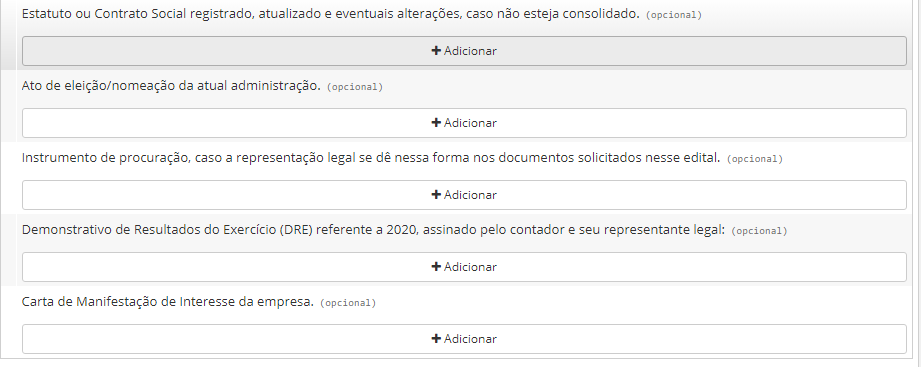 Estatuto ou Contrato Social registrado, atualizado e eventuais alterações, caso não esteja consolidado. (opcional)
+ Adicionar
Ato de eleição/nomeação da atual administração. (opcional)
+ Adicionar
Instrumento de procuração, caso a representação legal se dê nessa forma nos documentos solicitados nesse edital. (opcional)
+ Adicionar
Demonstrativo de Resultados do Exercício (DRE) referente a 2020, assinado pelo contador e seu representante legal: (opcional)
+ Adicionar
Carta de Manifestação de Interesse da empresa. (opcional)
+ Adicionar